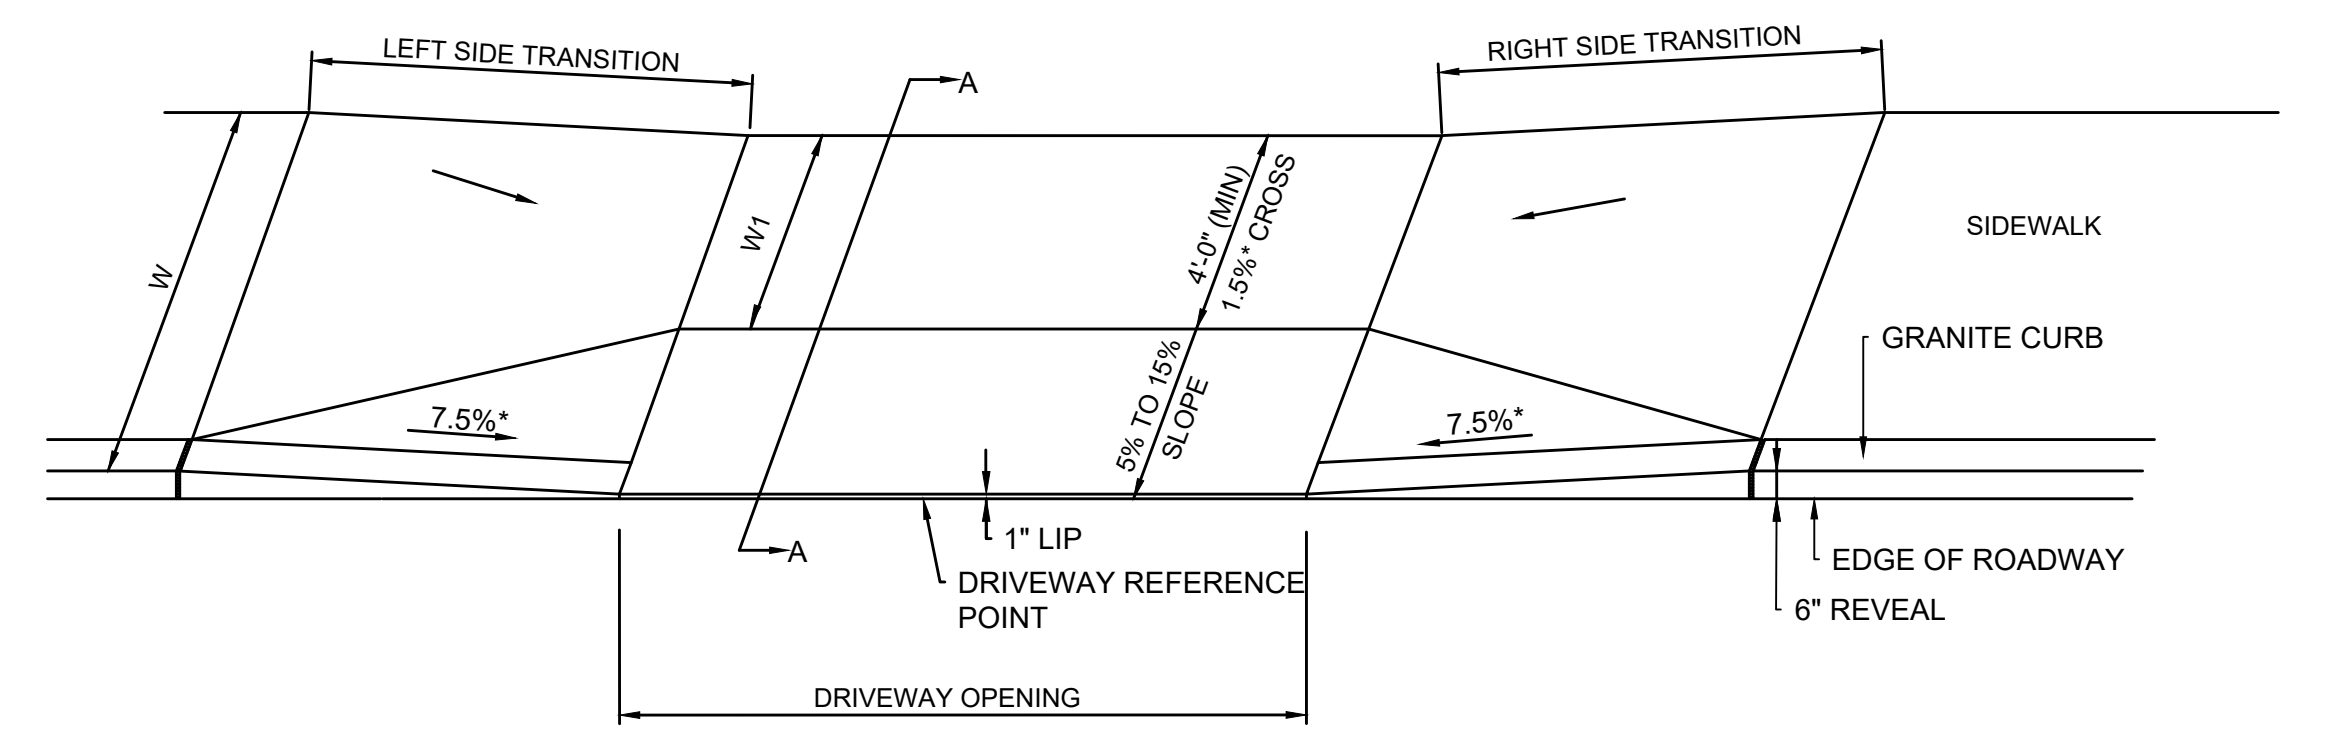 LEFT SIDE TRANSITION
RIGHT SIDE TRANSITION
A
W
W1
4'-0" (MIN)
1.5%* CROSS
SIDEWALK
GRANITE CURB
7.5%*
5% TO 15%
SLOPE
7.5%*
A
1" LIP
DRIVEWAY REFERENCE
POINT
EDGE OF ROADWAY
6" REVEAL
DRIVEWAY OPENING